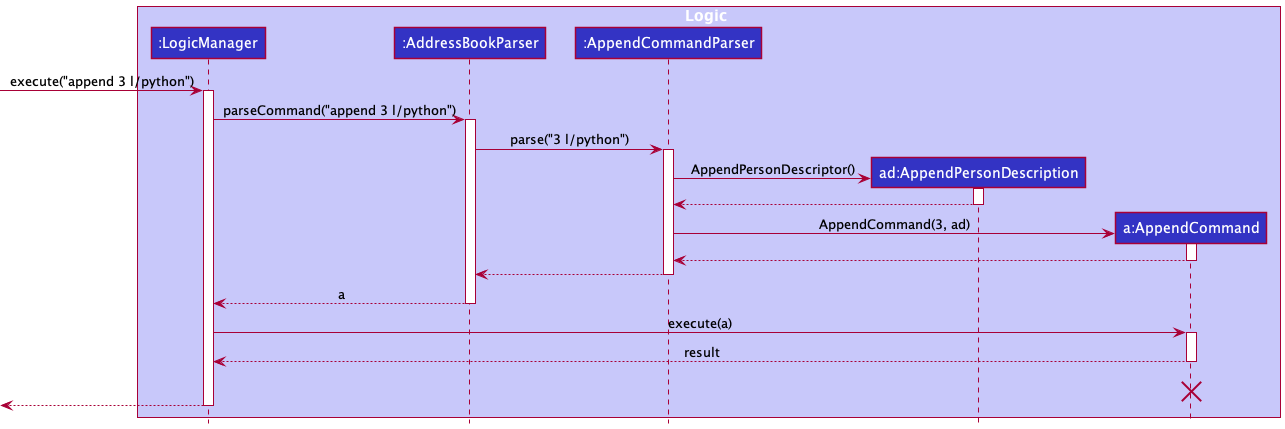 Logic
:LogicManager
:AddressBookParser
:AppendCommandParser
execute("append 3 l/python")
parseCommand("append 3 l/python")
parse("3 l/python")
AppendPersonDescriptor()
ad:AppendPersonDescription
AppendCommand(3, ad)
a:AppendCommand
a
execute(a)
result